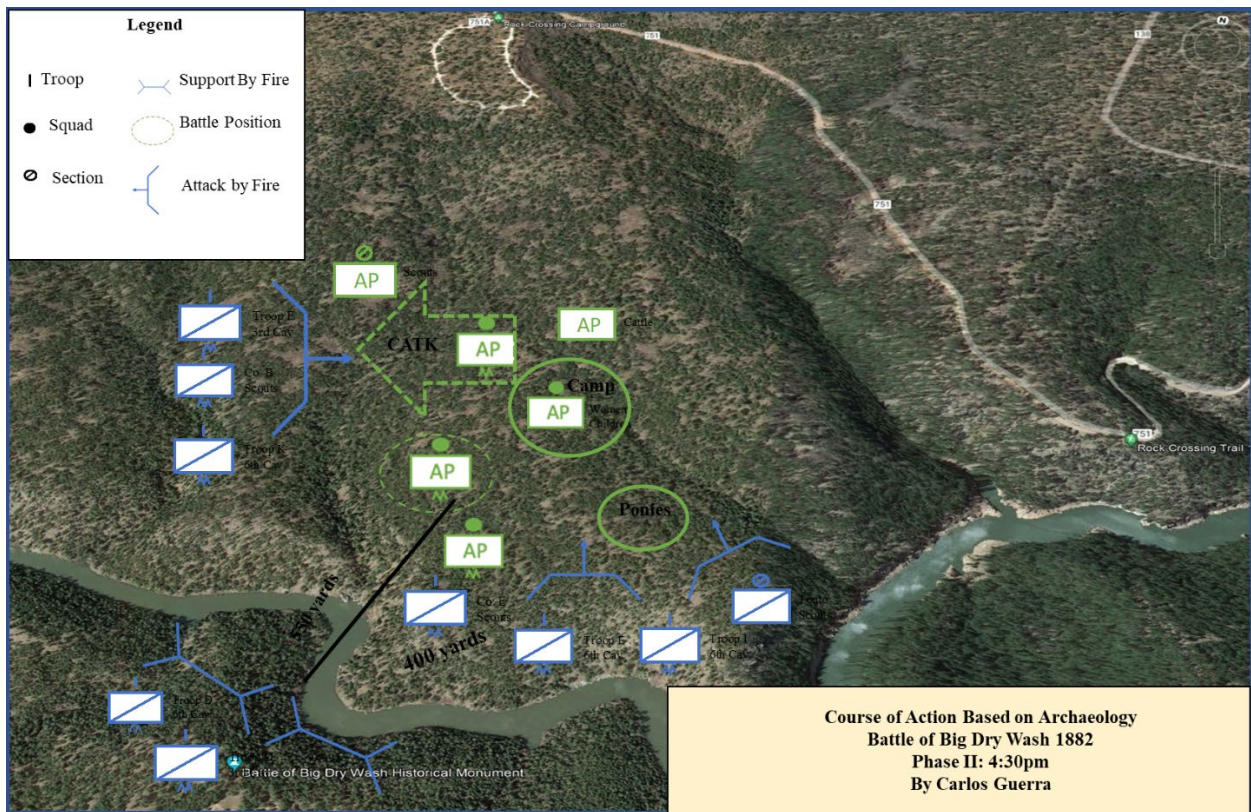 Legend
Troop
Support By Fire
Squad
Battle Position
Section
Attack by Fire
751A
Rock Crossing Campground
751
138
N
AP
Scouts
Troop E
3rd Cav
CATK
AP
AP
Cattle
Co. B
Scouts
Camp
AP
Women
AP
6th Cav
751
751
Rock Crossing Trail
Ponies
AP
yards
Co. E
Scouts
400 yards
Troop E
6th Cav
Troop I
6th Cav
Battle of Big Dry Wash Historical Monument
Course of Action Based on Archaeology
Battle of Big Dry Wash 1882
Phase II: 4:30pm
By Carlos Guerra